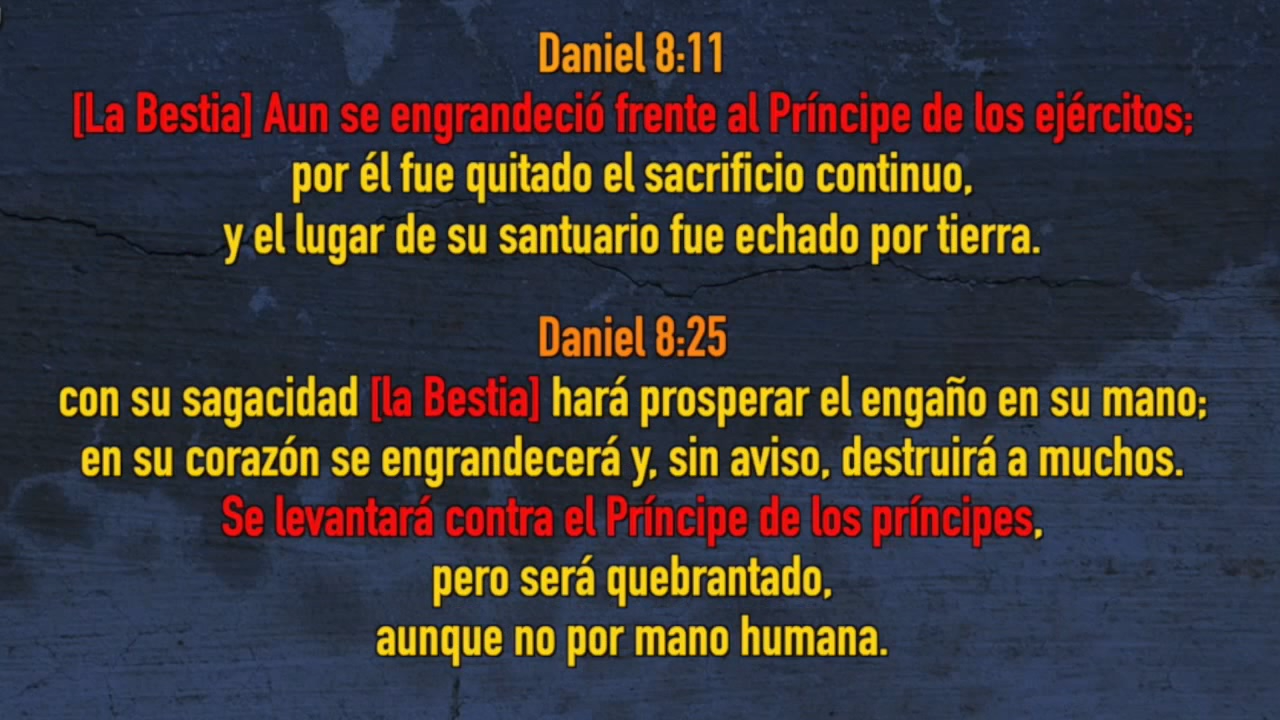 Daniel 8:11
[La Bestia] Aun se engrandeció frente al Príncipe de los ejércitos;
por él fue quitado el sacrificio continuo,
y el lugar de su santuario fue echado por tierra.
Daniel 8:25
con su sagacidad [la Bestia] hará prosperar el engaño en su mano;
en su corazón se engrandecerá y, sin aviso, destruirá a muchos.
Se levantará contra el Príncipe de los príncipes,
pero será quebrantado,
aunque no por mano humana.